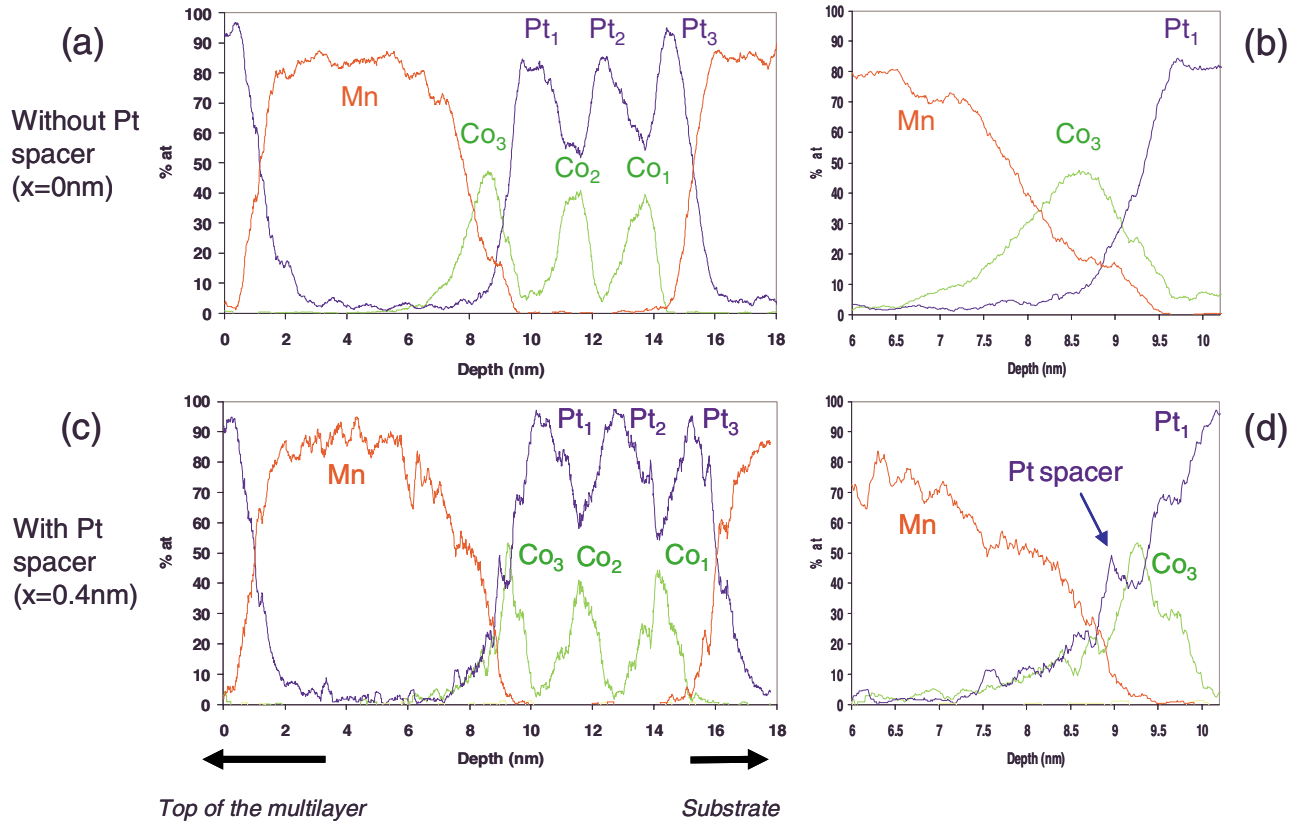 (a)
Without Pt
spacer
(x=0nm)
% at
100
90
80
70
60
50
40
30
20
10
0
Pt1
Pt2
Pt3
Mn
Co3
Co2
Co1
0 2 4 6 8 10 12 14 16 18
Depth (nm)
(b)
% at
100
90
80
70
60
50
40
30
20
10
0
Pt1
Mn
Co3
6 6.5 7 7.5 8 8.5 9 9.5 10
Depth (nm)
(c)
With Pt
spacer
(x=0.4nm)
% at
100
90
80
70
60
50
40
30
20
10
0
Pt1
Pt2
Pt3
Mn
Co3
Co2
Co1
0 2 4 6 8 10 12 14 16 18
Depth (nm)
(d)
% at
100
90
80
70
60
50
40
30
20
10
0
Pt1
Pt spacer
Mn
Co3
6 6.5 7 7.5 8 8.5 9 9.5 10
Depth (nm)
Top of the multilayer
Substrate